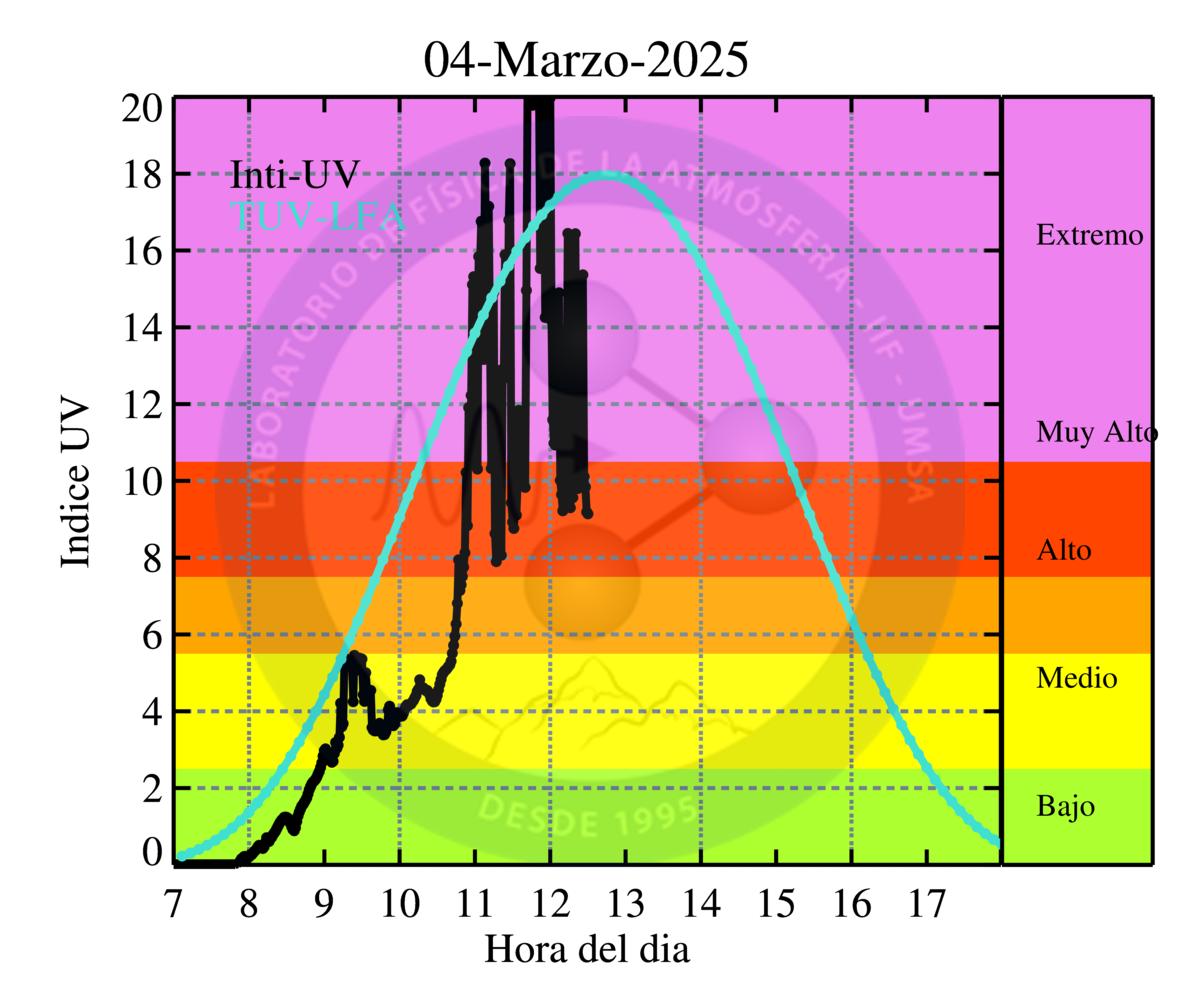 04-Marzo-2025
Inti-UV
TUV-LFA
Indice UV
20
18
16
14
12
10
8
6
4
2
0
7 8 9 10 11 12 13 14 15 16 17
Hora del dia
Extremo
Muy Alto
Alto
Medio
Bajo
LABORATORIO DE FÍSICA DE LA ATMÓSFERA - IIF - UMSA
DESDE 1995